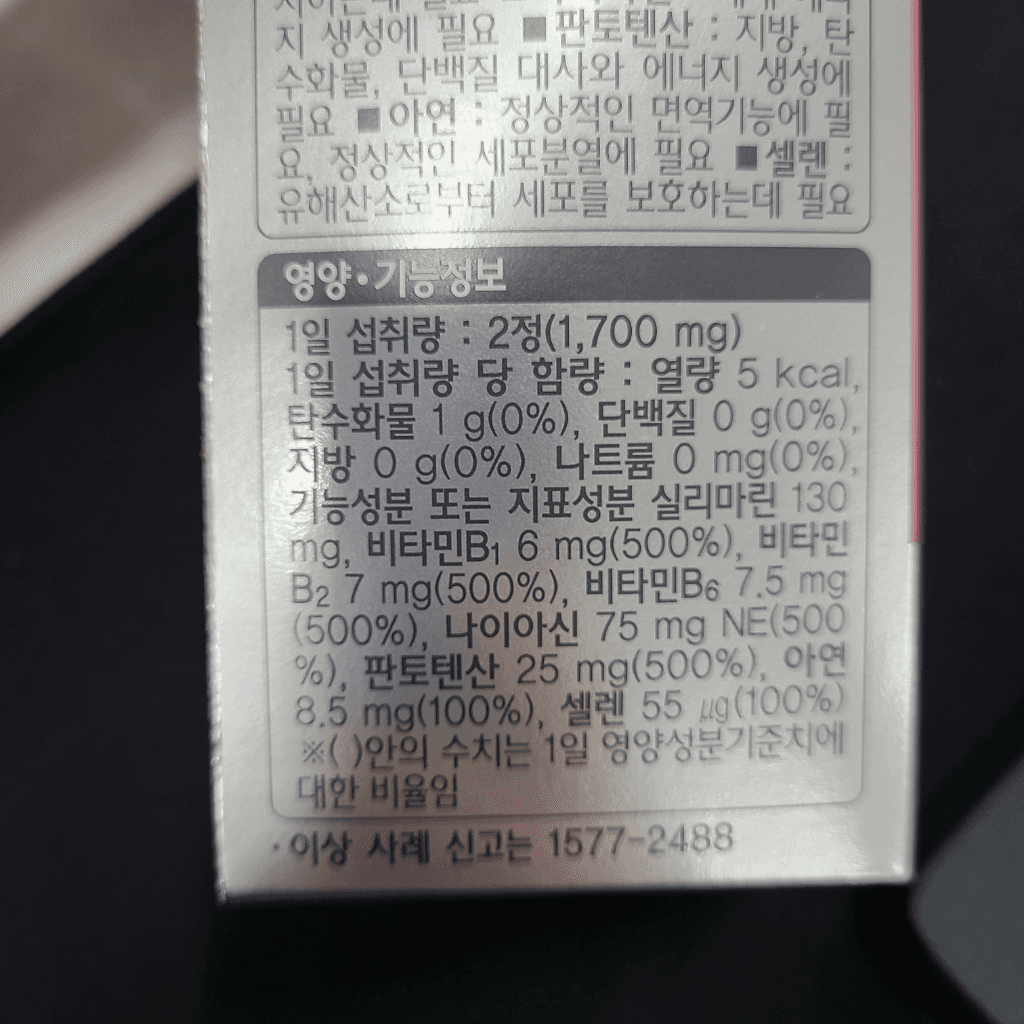 지 생성에 필요 ■판토텐산 : 지방, 탄
수화물, 단백질 대사와 에너지 생성에
필요 ■아연 : 정상적인 면역기능에 필
요, 정상적인 세포분열에 필요 ■셀렌 :
유해산소로부터 세포를 보호하는데 필요
영양·기능정보
1일 섭취량 : 2정(1,700 mg)
1일 섭취량 당 함량 : 열량 5 kcal,
탄수화물 1 g(0%), 단백질 0 g(0%),
지방 0 g(0%), 나트륨 0 mg(0%),
기능성분 또는 지표성분 실리마린 130
mg, 비타민B₁ 6 mg(500%), 비타민
B₂ 7 mg(500%), 비타민B₆ 7.5 mg
(500%), 나이아신 75 mg NE(500
%), 판토텐산 25 mg(500%), 아연
8.5 mg(100%), 셀렌 55 μg(100%)
※( )안의 수치는 1일 영양성분기준치에
대한 비율임
·이상 사례 신고는 1577-2488